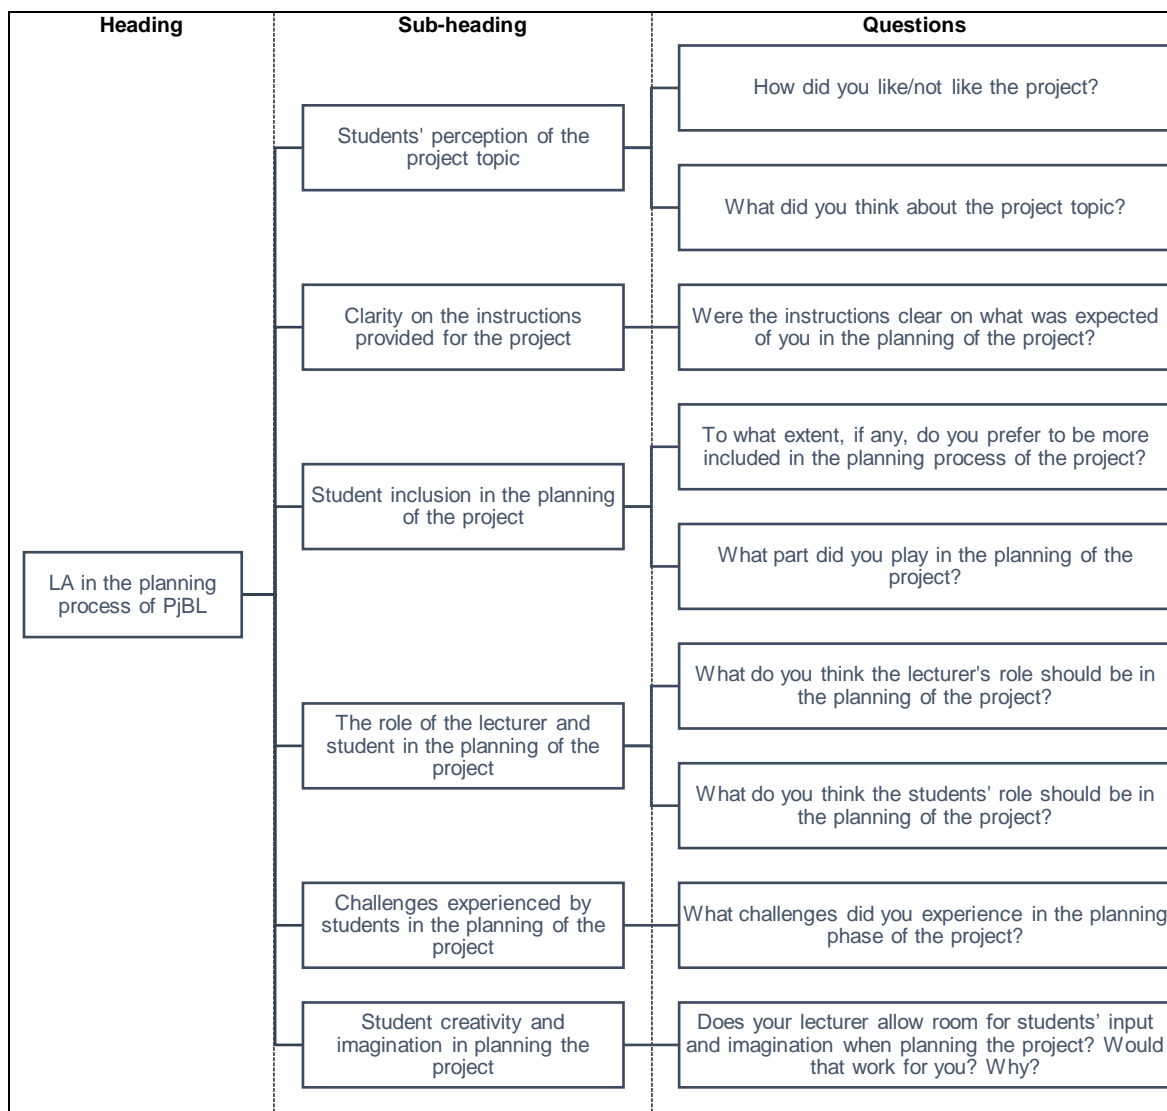 Heading
Sub-heading
Questions
LA in the planning
process of PjBL
Students' perception of the
project topic
How did you like/not like the project?
What did you think about the project topic?
Clarity on the instructions
provided for the project
Were the instructions clear on what was expected
of you in the planning of the project?
Student inclusion in the planning
of the project
To what extent, if any, do you prefer to be more
included in the planning process of the project?
What part did you play in the planning of the
project?
The role of the lecturer and
student in the planning of the
project
What do you think the lecturer's role should be in
the planning of the project?
What do you think the students' role should be in
the planning of the project?
Challenges experienced by
students in the planning of the
project
What challenges did you experience in the planning
phase of the project?
Student creativity and
imagination in planning the
project
Does your lecturer allow room for students’ input
and imagination when planning the project? Would
that work for you? Why?